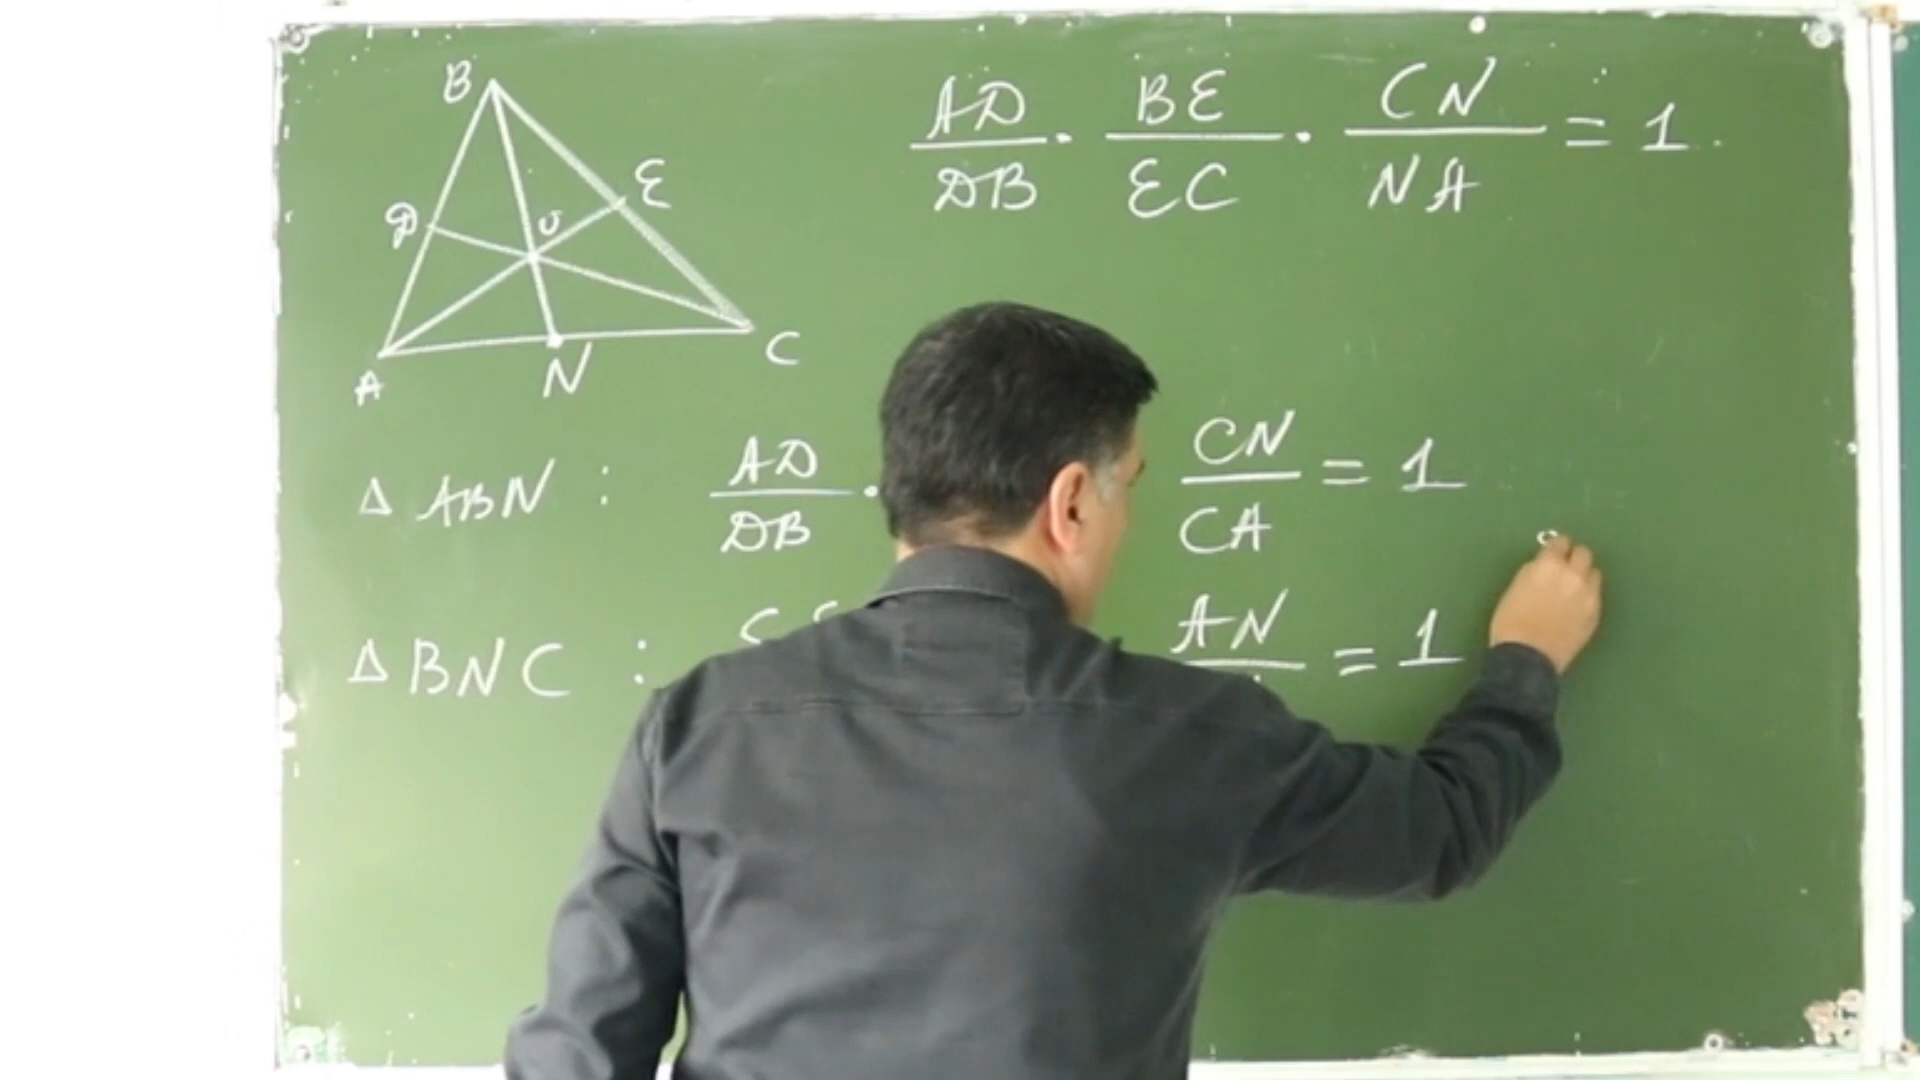 B
AD/DB · BE/EC · CN/NA = 1
D
E
O
A
N
C
Δ ABN : AD/DB · CN/CA = 1
Δ BNC : AN = 1